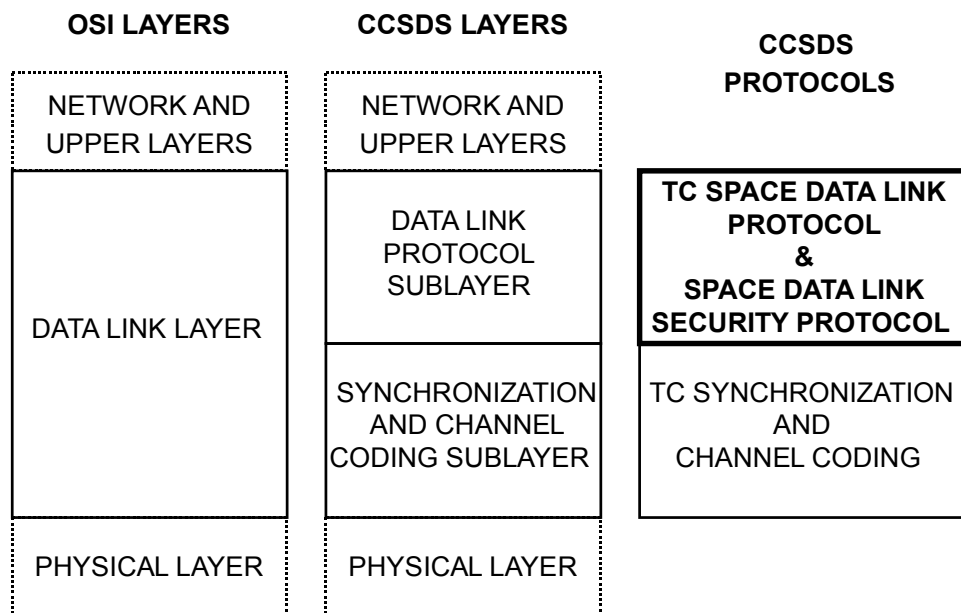 OSI LAYERS
NETWORK AND
UPPER LAYERS
DATA LINK LAYER
PHYSICAL LAYER
CCSDS LAYERS
NETWORK AND
UPPER LAYERS
DATA LINK
PROTOCOL
SUBLAYER
SYNCHRONIZATION
AND CHANNEL
CODING SUBLAYER
PHYSICAL LAYER
CCSDS
PROTOCOLS
TC SPACE DATA LINK
PROTOCOL
&
SPACE DATA LINK
SECURITY PROTOCOL
TC SYNCHRONIZATION
AND
CHANNEL CODING